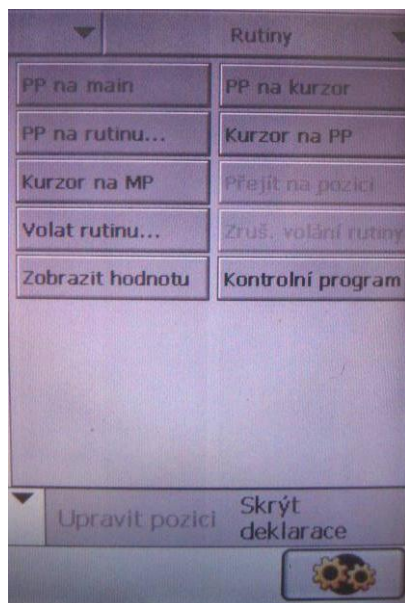 Rutiny
PP na main
PP na kurzor
PP na rutinu...
Kurzor na PP
Kurzor na MP
Přejít na pozici
Volat rutinu...
Zruš. volání rutiny
Zobrazit hodnotu
Kontrolní program
Upravit pozici
Skrýt
deklarace